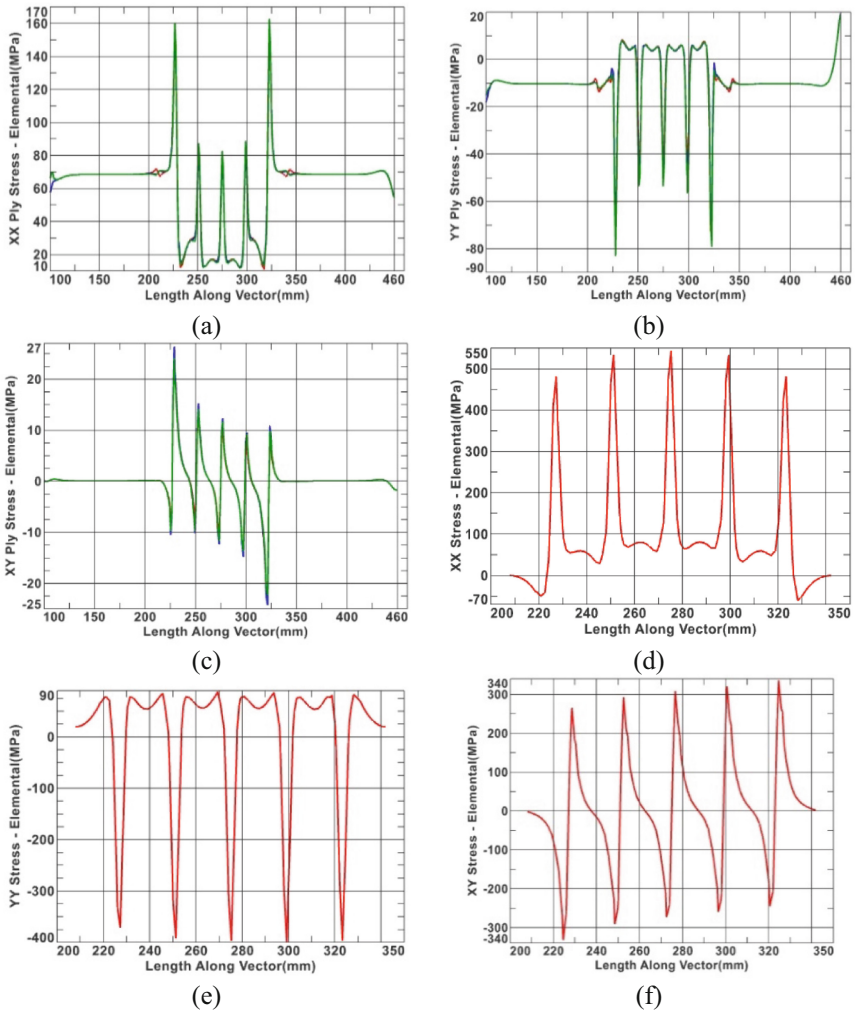 170
160
140
120
100
80
60
40
20
10
XX Ply Stress - Elemental(MPa)
100 150 200 250 300 350 400 460
Length Along Vector(mm)
(a)
20
0
-20
-40
-60
-80
-90
YY Ply Stress - Elemental(MPa)
100 150 200 250 300 350 400 460
Length Along Vector(mm)
(b)
27
20
10
0
-10
-20
-25
XY Ply Stress - Elemental(MPa)
100 150 200 250 300 350 400 460
Length Along Vector(mm)
(c)
550
500
400
300
200
100
0
-70
XX Stress - Elemental(MPa)
200 220 240 260 280 300 320 350
Length Along Vector(mm)
(d)
90
0
-100
-200
-300
-400
YY Stress - Elemental(MPa)
200 220 240 260 280 300 320 350
Length Along Vector(mm)
(e)
340
300
200
100
0
-100
-200
-300
-340
XY Stress - Elemental(MPa)
200 220 240 260 280 300 320 350
Length Along Vector(mm)
(f)